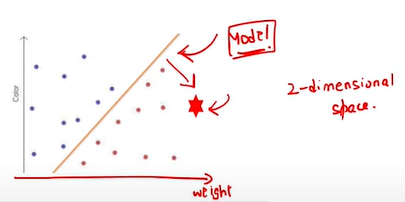 Model
Color
2-dimensional
space.
weight